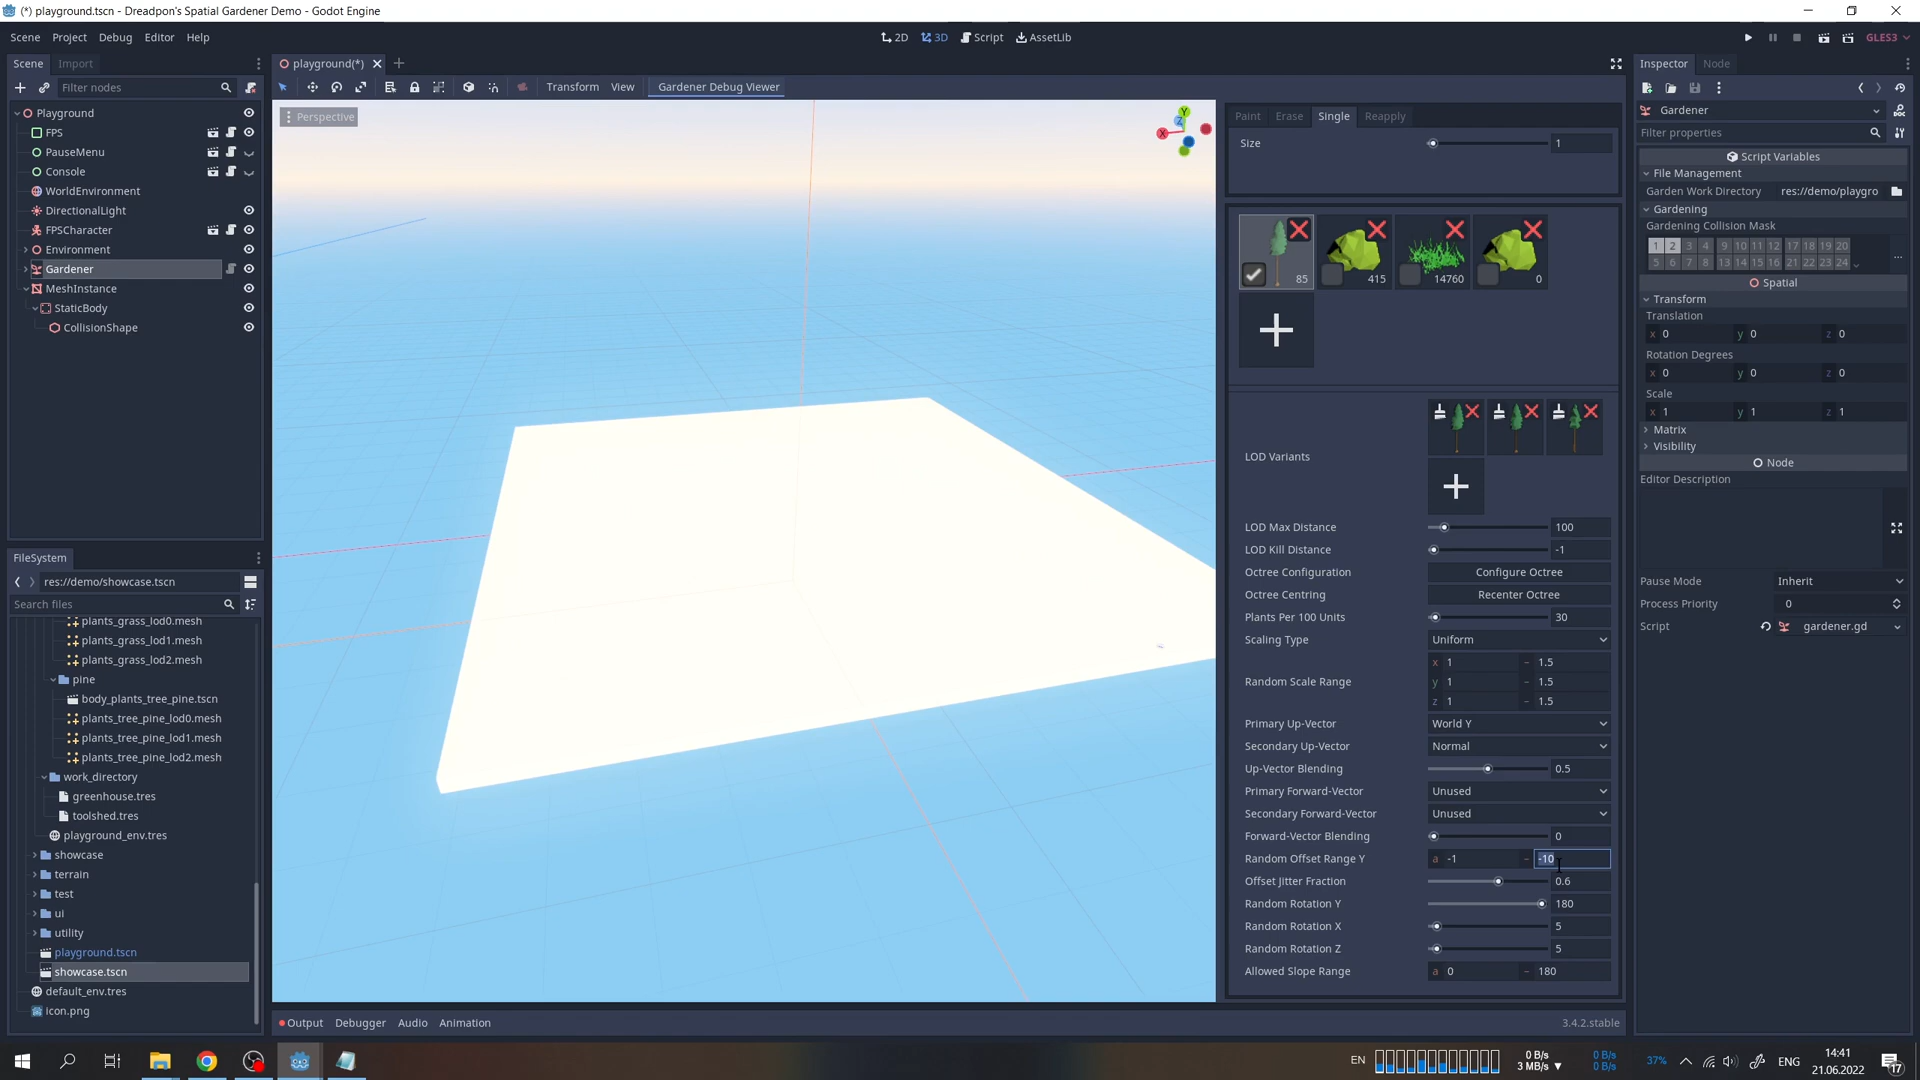 (*) playground.tscn - Dreadpon's Spatial Gardener Demo - Godot Engine
Scene Project Debug Editor Help
2D 3D Script AssetLib
GLES3
Scene Import
Filter nodes
Playground
FPS
PauseMenu
Console
WorldEnvironment
DirectionalLight
FPSCharacter
Environment
Gardener
MeshInstance
StaticBody
CollisionShape
FileSystem
res://demo/showcase.tscn
Search files
plants_grass_lod0.mesh
plants_grass_lod1.mesh
plants_grass_lod2.mesh
pine
body_plants_tree_pine.tscn
plants_tree_pine_lod0.mesh
plants_tree_pine_lod1.mesh
plants_tree_pine_lod2.mesh
work_directory
greenhouse.tres
toolshed.tres
playground_env.tres
showcase
terrain
test
ui
utility
playground.tscn
showcase.tscn
default_env.tres
icon.png
playground(*)
Transform View Gardener Debug Viewer
Perspective
X Y Z
Paint Erase Single Reapply
Size 1
85 415 14760 0
LOD Variants
LOD Max Distance 100
LOD Kill Distance -1
Octree Configuration Configure Octree
Octree Centring Recenter Octree
Plants Per 100 Units 30
Scaling Type Uniform
Random Scale Range
x 1 – 1.5
y 1 – 1.5
z 1 – 1.5
Primary Up-Vector World Y
Secondary Up-Vector Normal
Up-Vector Blending 0.5
Primary Forward-Vector Unused
Secondary Forward-Vector Unused
Forward-Vector Blending 0
Random Offset Range Y a -1 – -10
Offset Jitter Fraction 0.6
Random Rotation Y 180
Random Rotation X 5
Random Rotation Z 5
Allowed Slope Range a 0 – 180
Output Debugger Audio Animation 3.4.2.stable
Inspector Node
Gardener
Filter properties
Script Variables
File Management
Garden Work Directory res://demo/playgro
Gardening
Gardening Collision Mask
1 2 3 4 9 10 11 12 17 18 19 20
5 6 7 8 13 14 15 16 21 22 23 24
...
Spatial
Transform
Translation
x 0 y 0 z 0
Rotation Degrees
x 0 y 0 z 0
Scale
x 1 y 1 z 1
Matrix
Visibility
Node
Editor Description
Pause Mode Inherit
Process Priority 0
Script gardener.gd
EN
0 B/s
3 MB/s
0 B/s
0 B/s
37%
ENG
14:41
21.06.2022
17